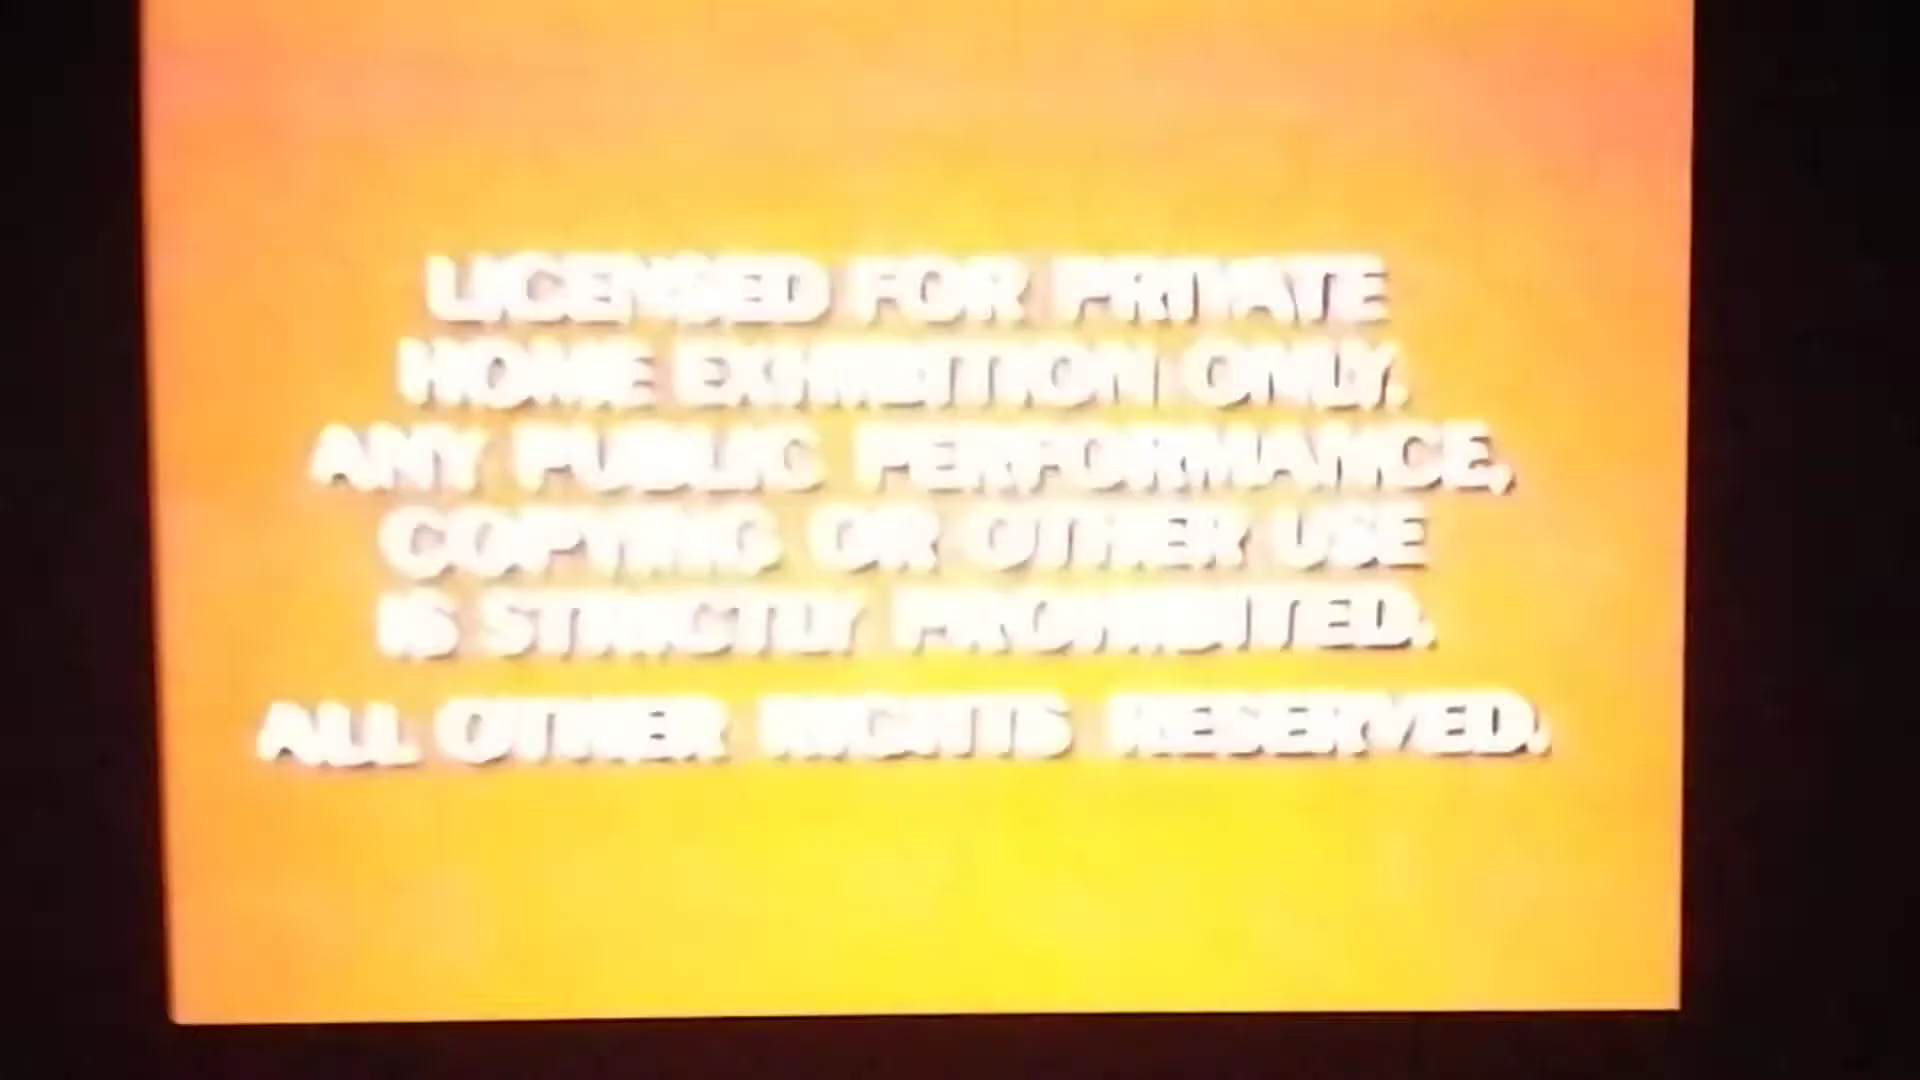 LICENSED FOR PRIVATE
HOME EXHIBITION ONLY.
ANY PUBLIC PERFORMANCE,
COPYING OR OTHER USE
IS STRICTLY PROHIBITED.
ALL OTHER RIGHTS RESERVED.